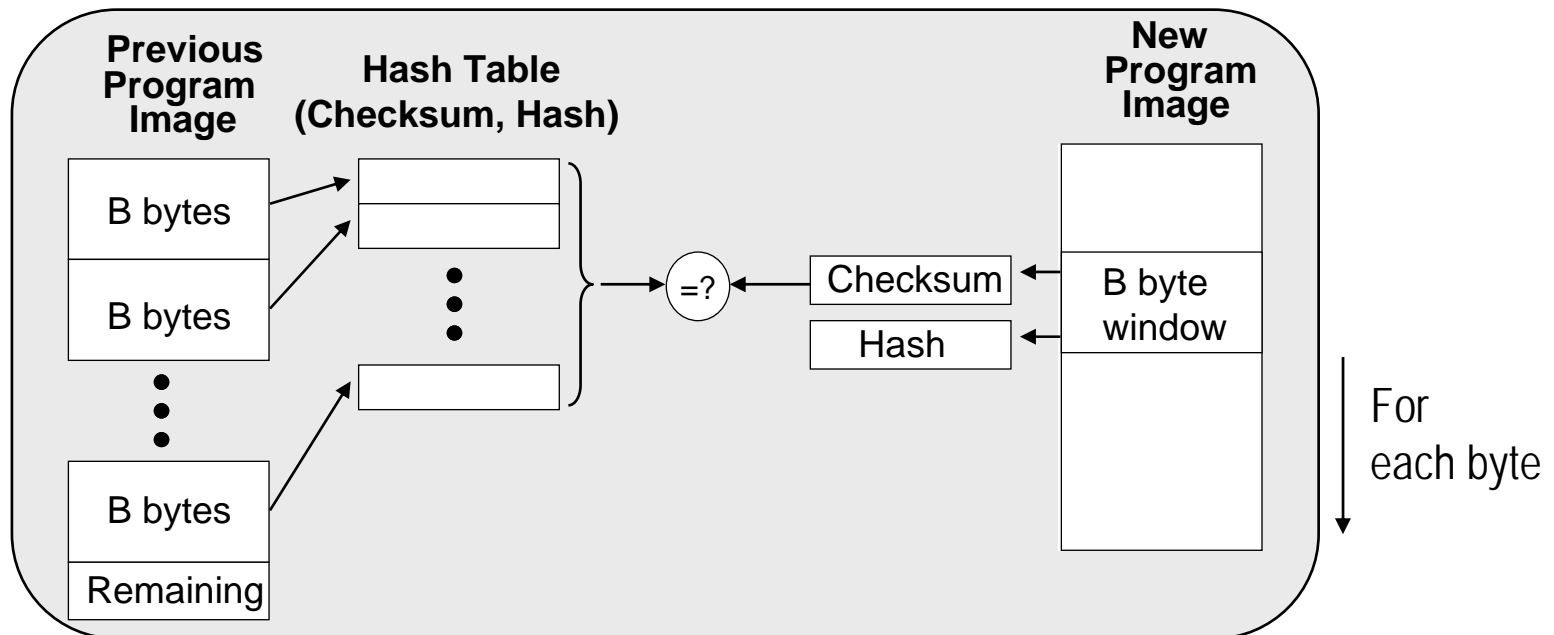 Previous
Program
Image
Hash Table
(Checksum, Hash)
New
Program
Image
B bytes
B bytes
B bytes
Remaining
=?
Checksum
Hash
B byte
window
For
each byte